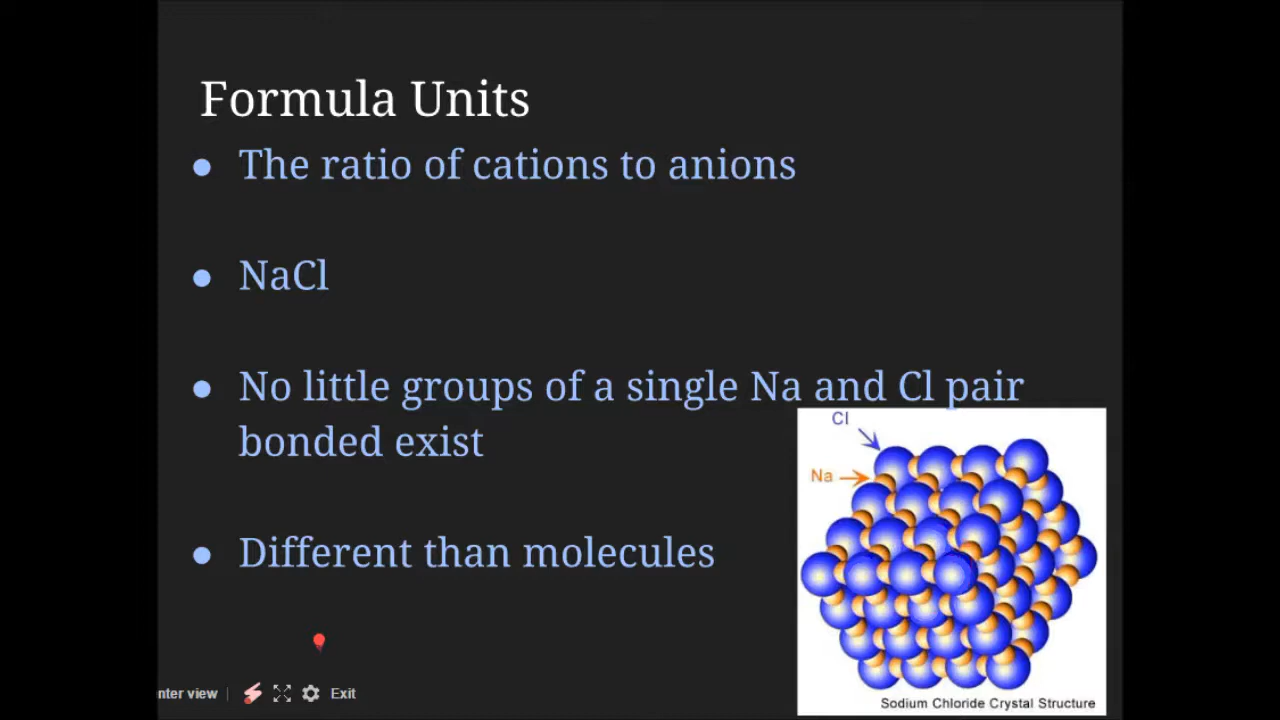 Formula Units
● The ratio of cations to anions
● NaCl
● No little groups of a single Na and Cl pair
bonded exist
Cl
Na
● Different than molecules
nter view | Exit
Sodium Chloride Crystal Structure